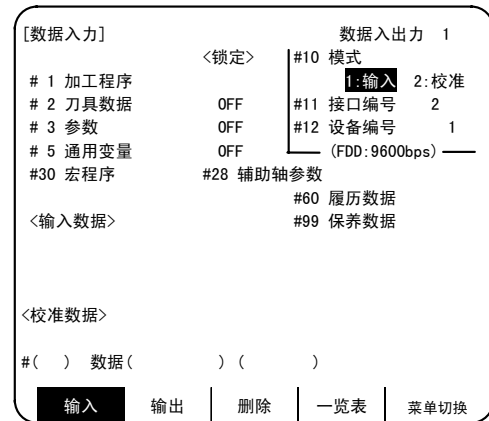 [数据入力] 数据入出力 1
<锁定> #10 模式
# 1 加工程序 1:输入 2:校准
# 2 刀具数据 OFF #11 接口编号 2
# 3 参数 OFF #12 设备编号 1
# 5 通用变量 OFF (FDD:9600bps)
#30 宏程序 #28 辅助轴参数
#60 履历数据
<输入数据> #99 保养数据
<校准数据>
#( ) 数据( ) ( )
输入 输出 删除 一览表 菜单切换